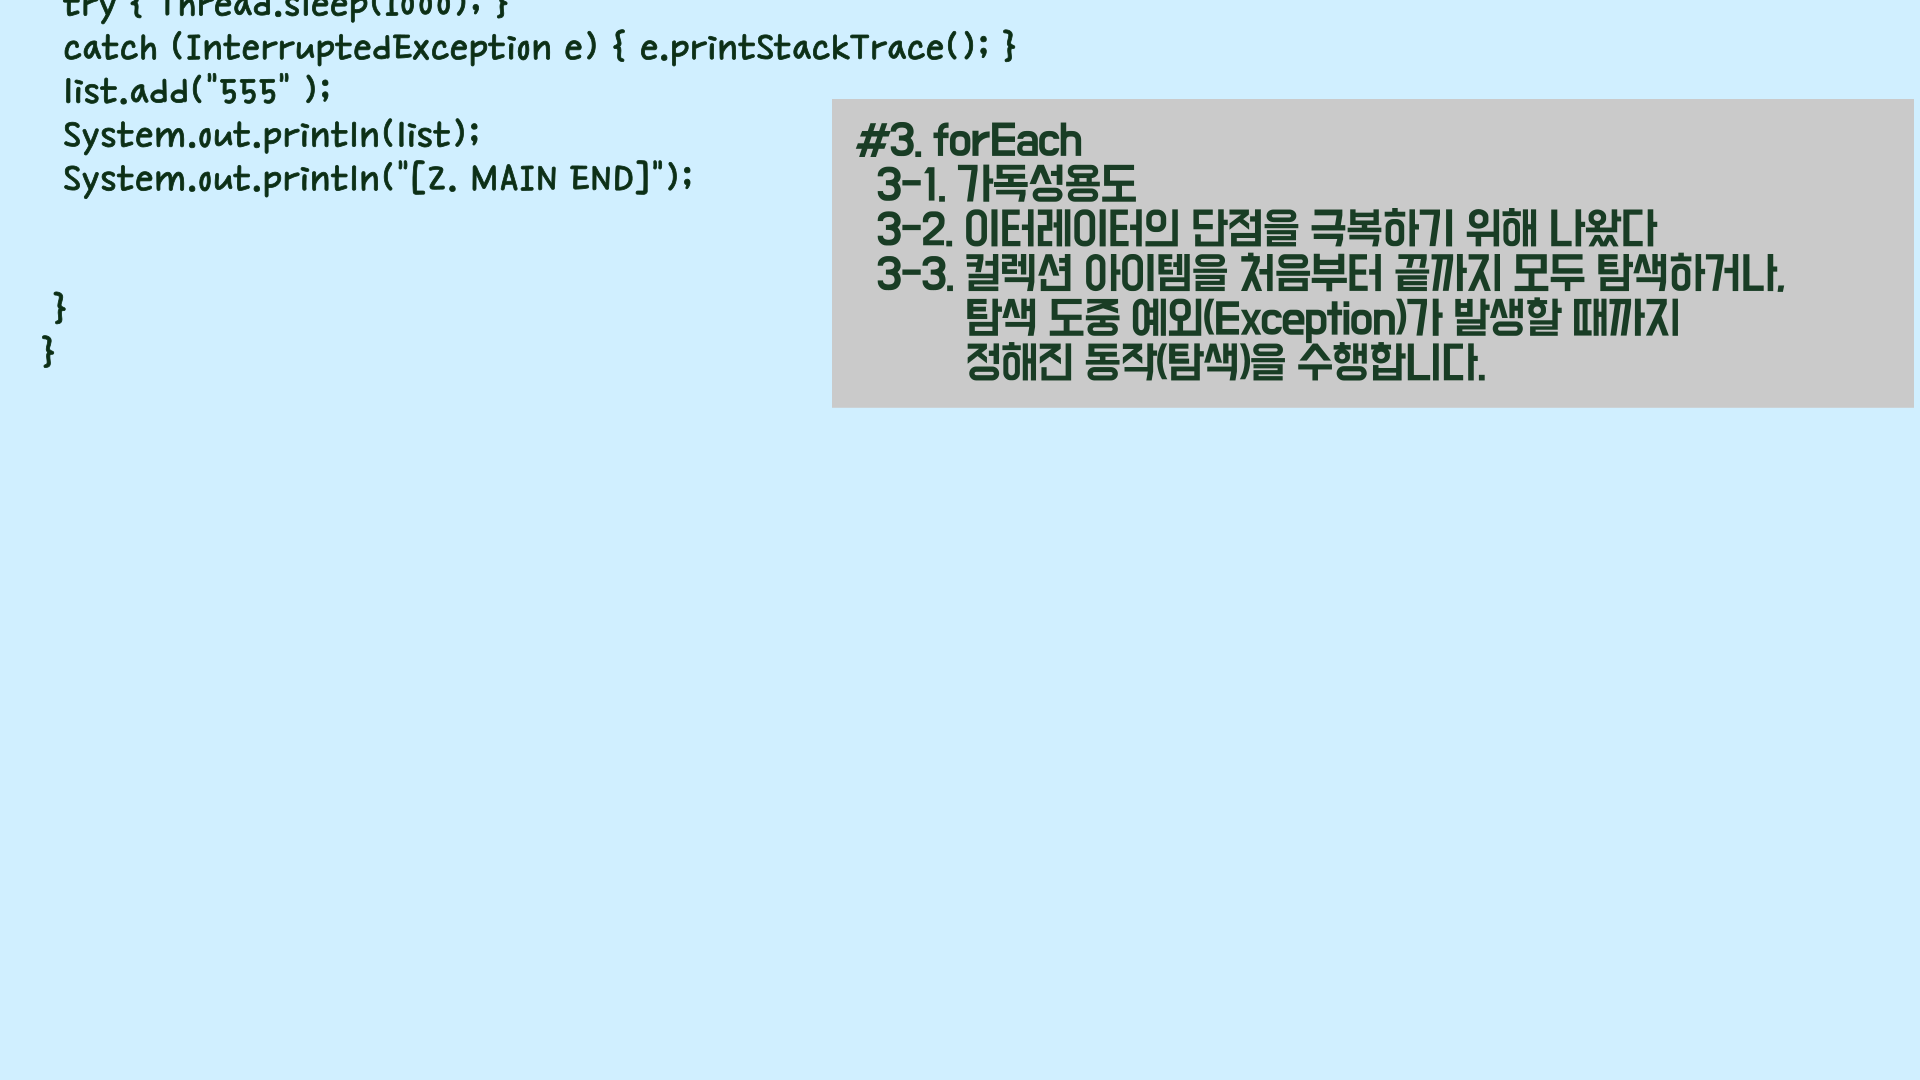 try { Thread.sleep(1000); }
catch (InterruptedException e) { e.printStackTrace(); }
list.add("555" );
System.out.println(list);
System.out.println("[2. MAIN END]");
}
}
#3. forEach
3-1. 가독성용도
3-2. 이터레이터의 단점을 극복하기 위해 나왔다
3-3. 컬렉션 아이템을 처음부터 끝까지 모두 탐색하거나,
탐색 도중 예외(Exception)가 발생할 때까지
정해진 동작(탐색)을 수행합니다.